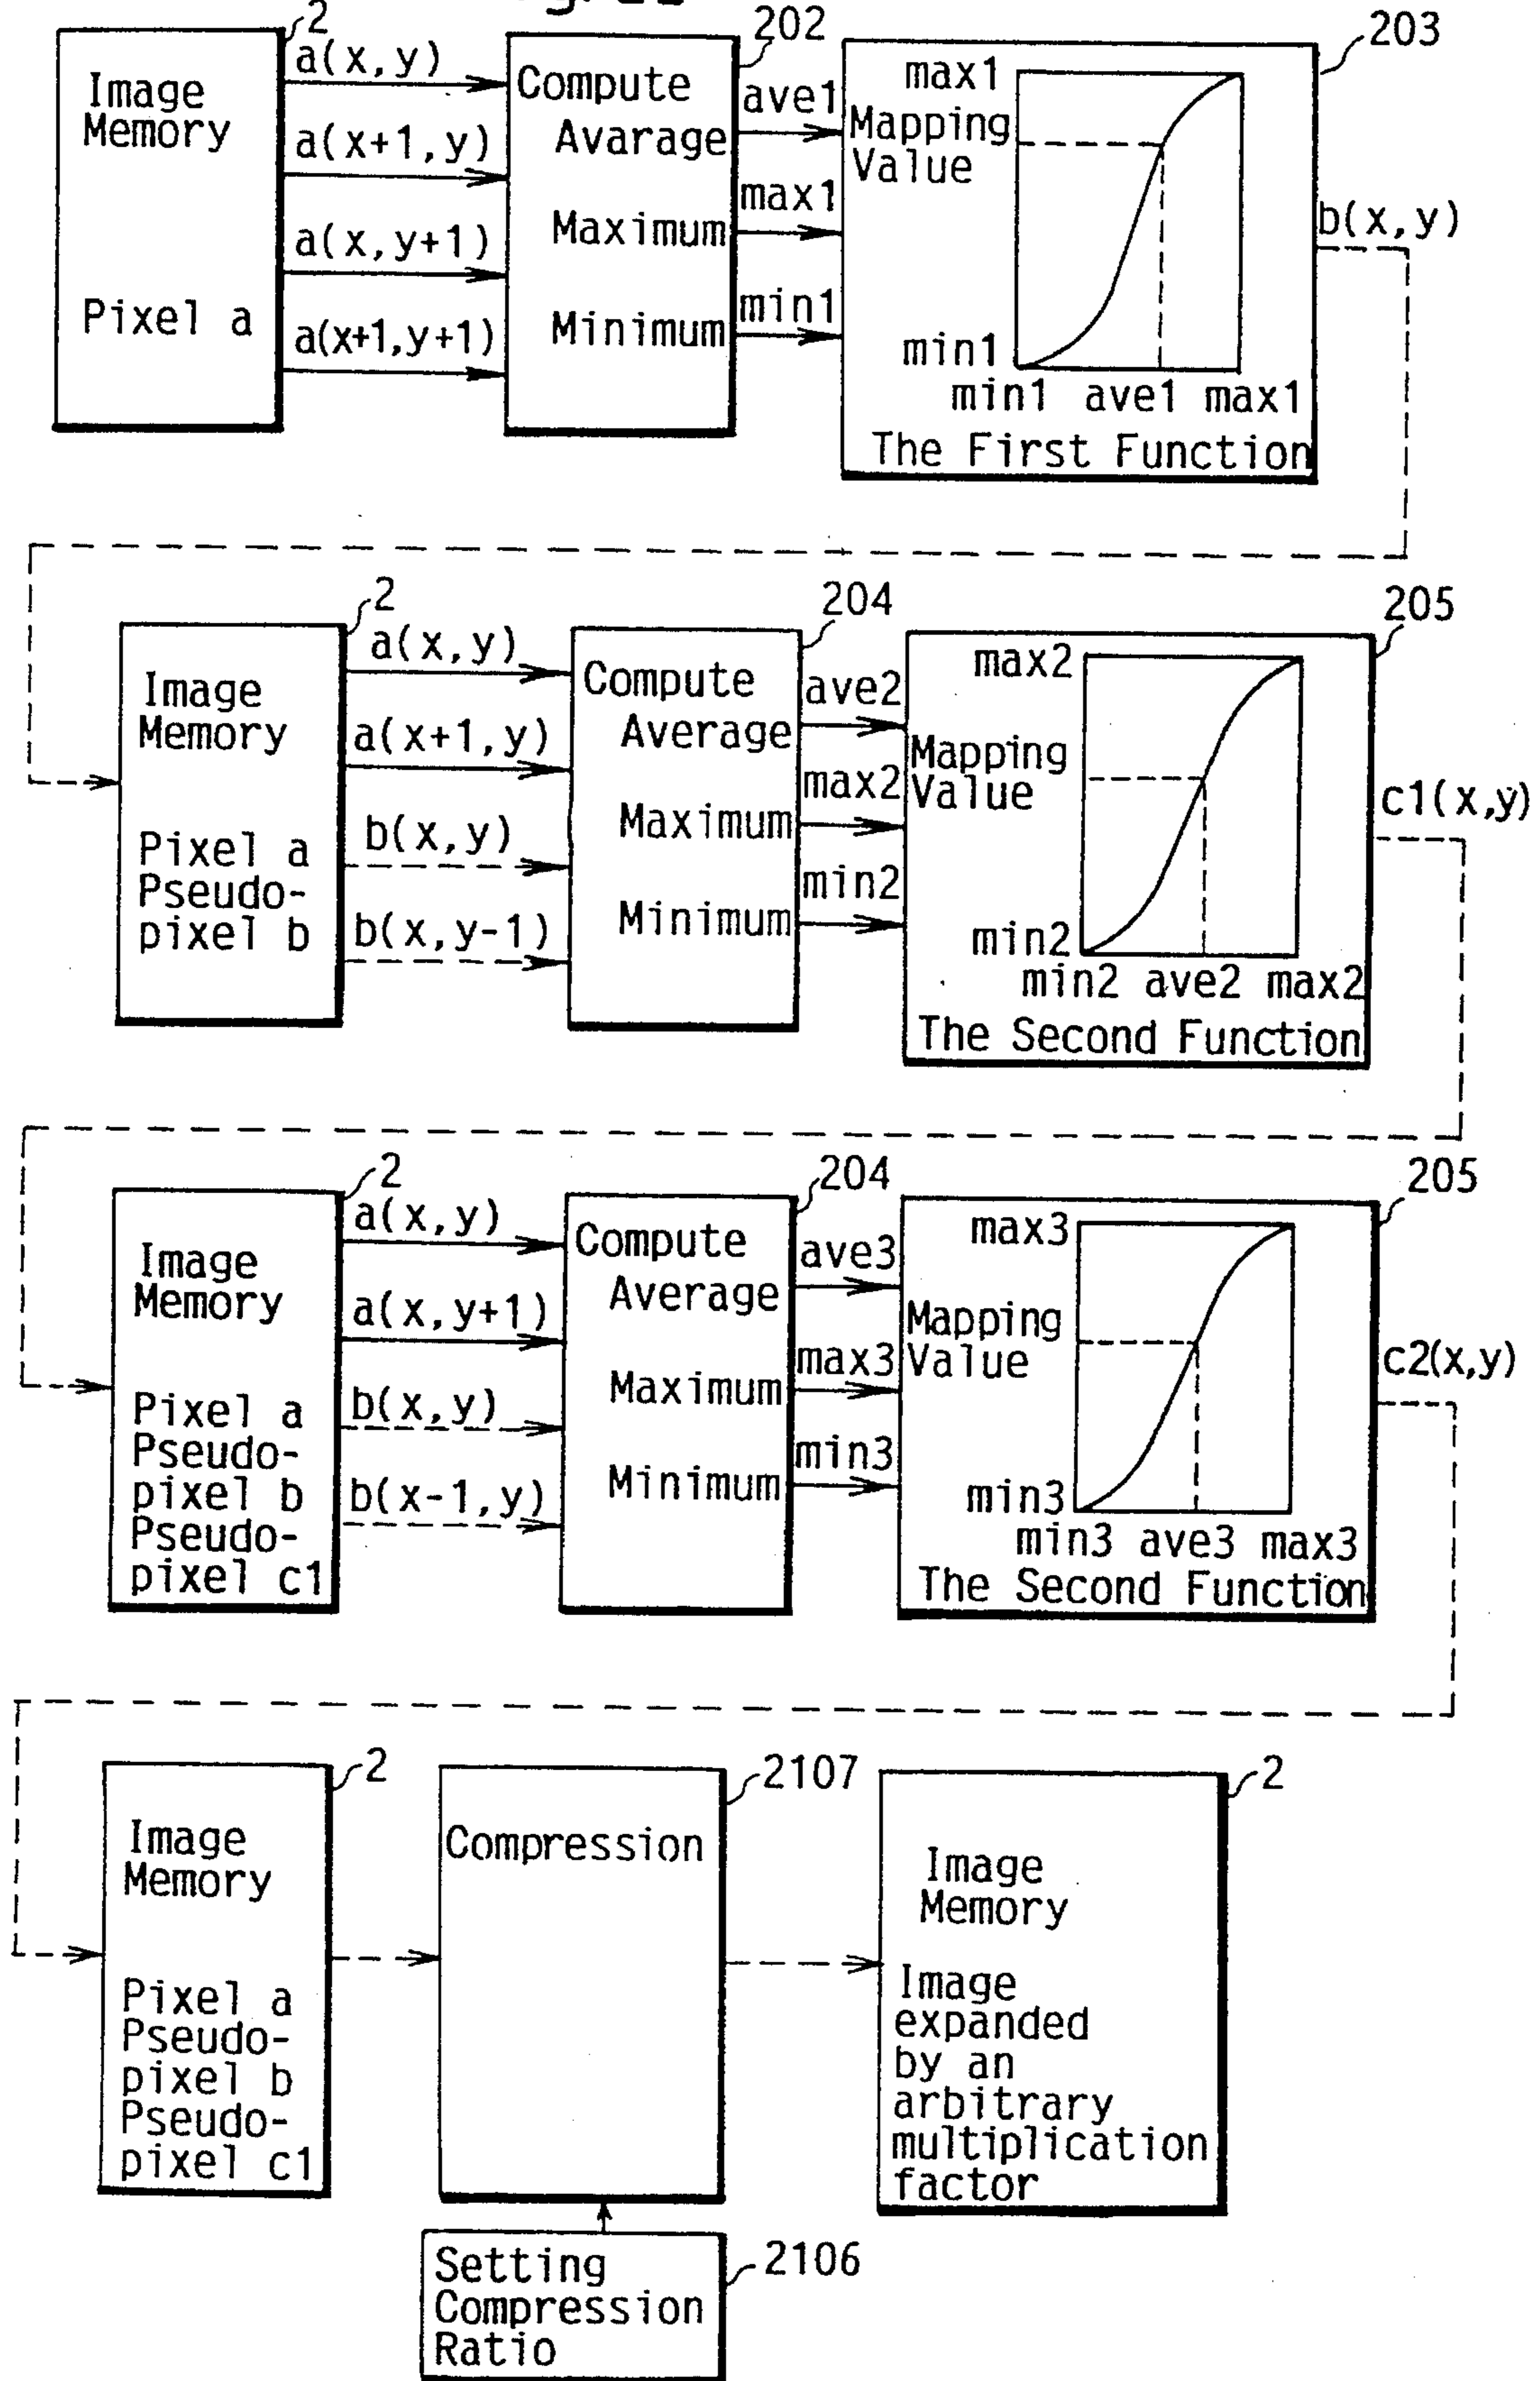 2
Image
Memory
Pixel a
a(x,y)
a(x+1,y)
a(x,y+1)
a(x+1,y+1)
202
Compute
Avarage
Maximum
Minimum
ave1
max1
min1
203
max1
Mapping
Value
min1
min1 ave1 max1
The First Function
b(x,y)
2
Image
Memory
Pixel a
Pseudo-
pixel b
a(x,y)
a(x+1,y)
b(x,y)
b(x,y-1)
204
Compute
Average
Maximum
Minimum
ave2
max2
min2
205
max2
Mapping
Value
min2
min2 ave2 max2
The Second Function
c1(x,y)
2
Image
Memory
Pixel a
Pseudo-
pixel b
Pseudo-
pixel c1
a(x,y)
a(x,y+1)
b(x,y)
b(x-1,y)
204
Compute
Average
Maximum
Minimum
ave3
max3
min3
205
max3
Mapping
Value
min3
min3 ave3 max3
The Second Function
c2(x,y)
2
Image
Memory
Pixel a
Pseudo-
pixel b
Pseudo-
pixel c1
2107
Compression
2
Image
Memory
Image
expanded
by an
arbitrary
multiplication
factor
2106
Setting
Compression
Ratio